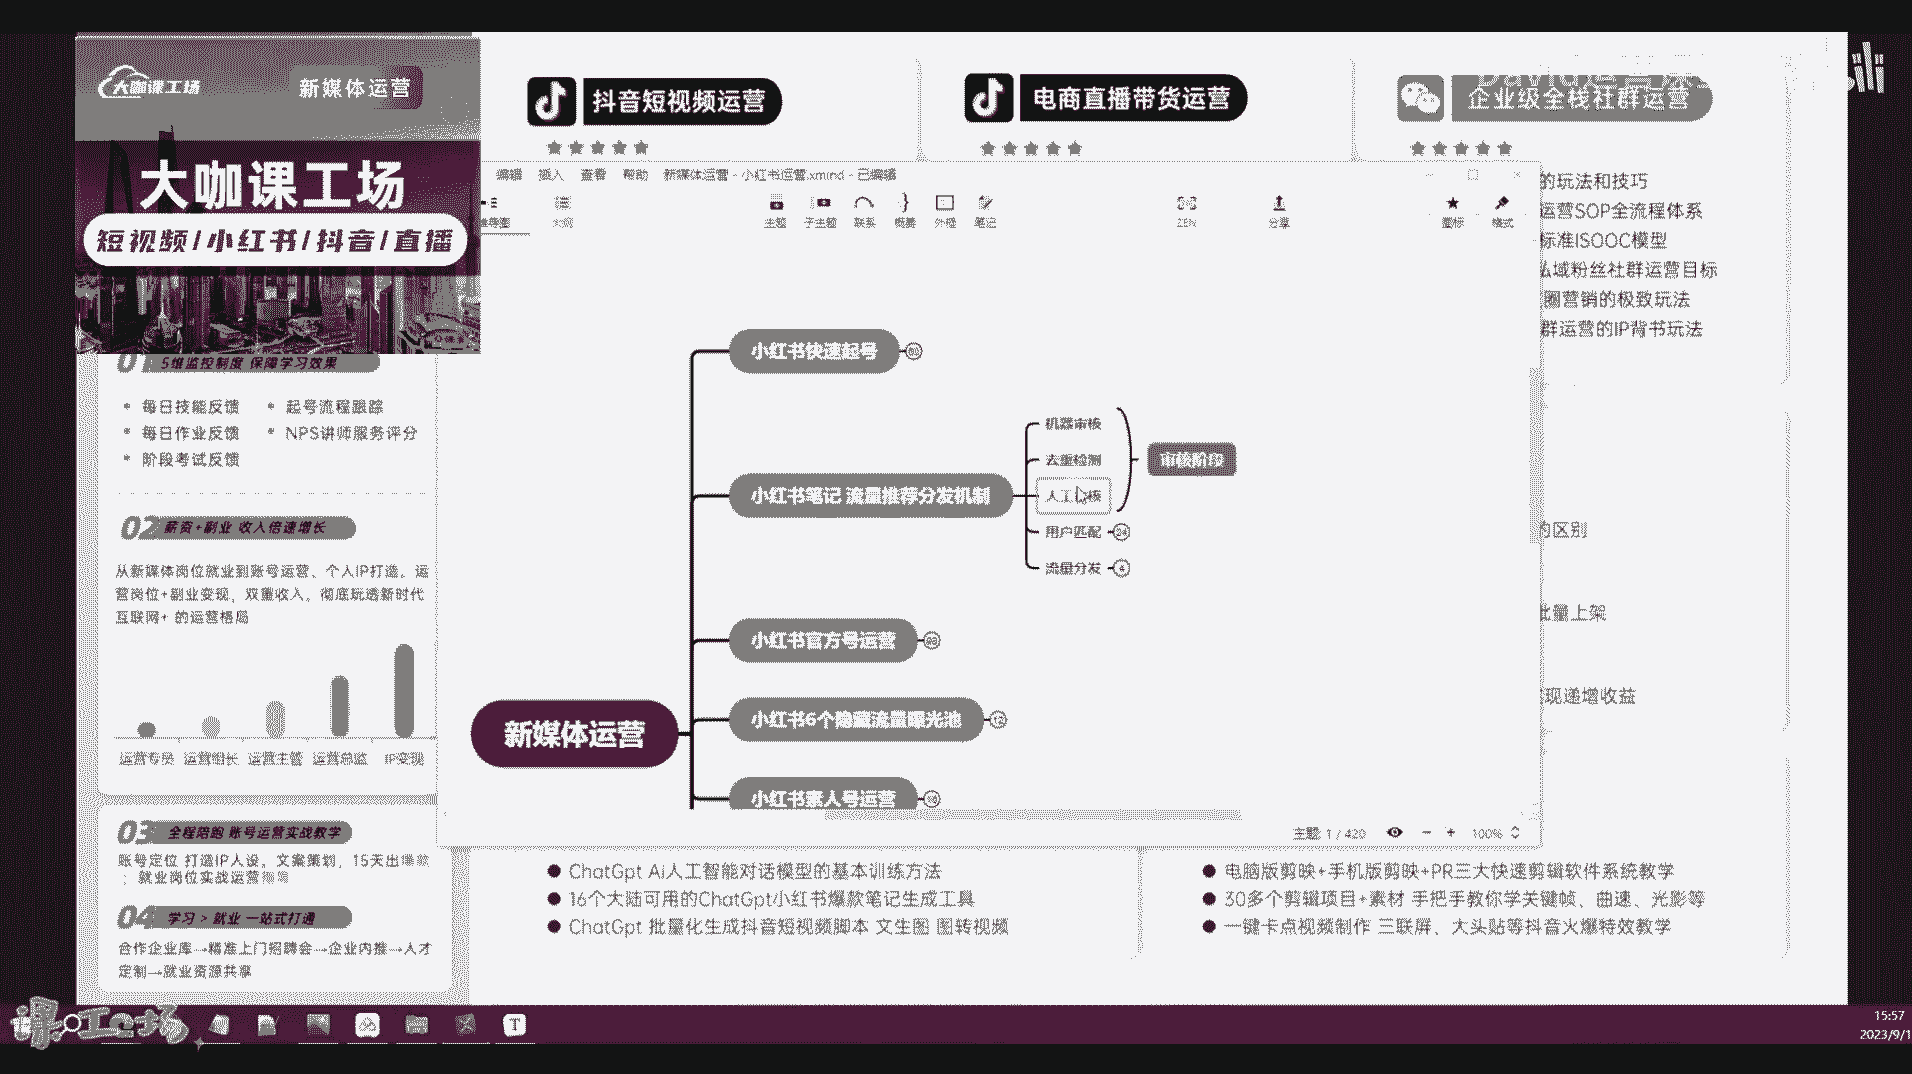 大咖课工场
新媒体运营
大咖课工场
短视频/小红书/抖音/直播
抖音短视频运营
电商直播带货运营
企业级全栈社群运营
编辑 插入 查看 帮助 新媒体运营 - 小红书运营.xmind - 已编辑
大纲
主题 子主题 联系 概要 外框 笔记
ZEN
分享
图标 格式
的玩法和技巧
运营SOP全流程体系
标准ISOOC模型
私域粉丝社群运营目标
圈营销的极致玩法
群运营的IP背书玩法
小红书快速起号
机器审核
去重检测
审核阶段
小红书笔记 流量推荐分发机制
用户匹配 24
流量分发 4
小红书官方号运营
小红书6个隐藏流量曝光池 12
小红书素人号运营
新媒体运营
主题: 1 / 420
100%
的区别
批量上架
现递增收益
01 5维监控制度 保障学习效果
• 每日技能反馈 • 起号流程跟踪
• 每日作业反馈 • NPS讲师服务评分
• 阶段考试反馈
02 薪资+副业 收入倍速增长
从新媒体岗位就业到账号运营、个人IP打造。运
营岗位+副业变现，双重收入。彻底玩透新时代
互联网+ 的运营格局
运营专员 运营组长 运营主管 运营总监 IP变现
03 全程陪跑 账号运营实战教学
账号定位 打造IP人设。文案策划，15天出爆款
；就业岗位实战运营
04 学习 > 就业 一站式打通
合作企业库→精准上门招聘会→企业内推→人才
定制→就业资源共享
● ChatGpt Ai人工智能对话模型的基本训练方法
● 16个大陆可用的ChatGpt小红书爆款笔记生成工具
● ChatGpt 批量化生成抖音短视频脚本 文生图 图转视频
● 电脑版剪映+手机版剪映+PR三大快速剪辑软件系统教学
● 30多个剪辑项目+素材 手把手教你学关键帧、曲速、光影等
● 一键卡点视频制作 三联屏、大头贴等抖音火爆特效教学
课工场
15:57
2023/9/1